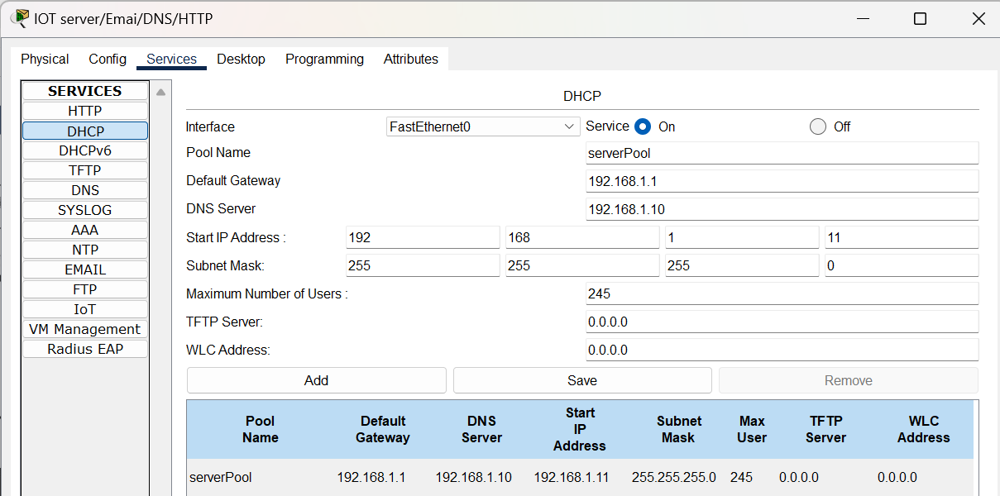 IOT server/Emai/DNS/HTTP
Physical Config Services Desktop Programming Attributes
SERVICES
HTTP
DHCP
DHCPv6
TFTP
DNS
SYSLOG
AAA
NTP
EMAIL
FTP
IoT
VM Management
Radius EAP
DHCP
Interface FastEthernet0 Service On Off
Pool Name serverPool
Default Gateway 192.168.1.1
DNS Server 192.168.1.10
Start IP Address : 192 168 1 11
Subnet Mask: 255 255 255 0
Maximum Number of Users : 245
TFTP Server: 0.0.0.0
WLC Address: 0.0.0.0
Add Save Remove
Pool Name Default Gateway DNS Server Start IP Address Subnet Mask Max User TFTP Server WLC Address
serverPool 192.168.1.1 192.168.1.10 192.168.1.11 255.255.255.0 245 0.0.0.0 0.0.0.0